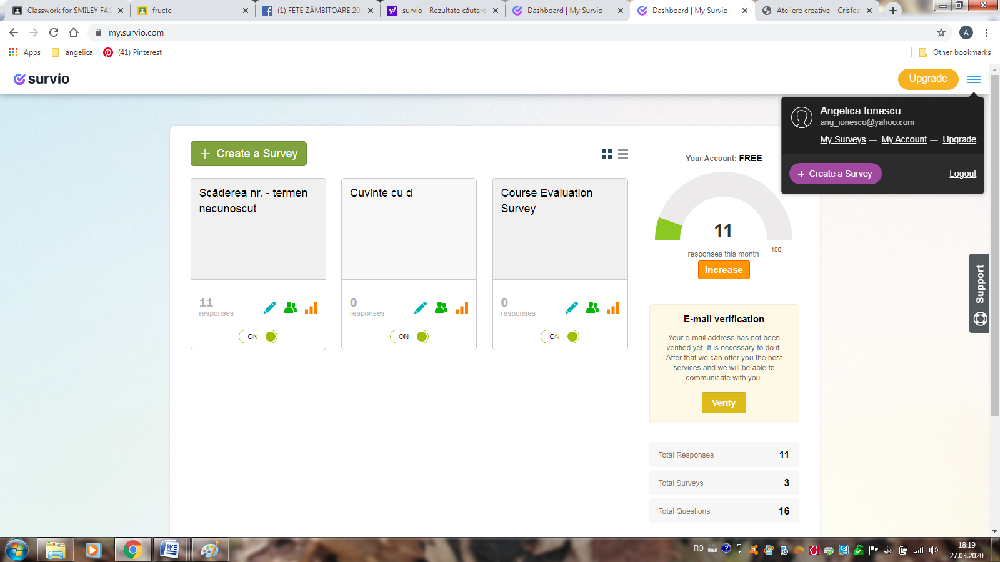 Classwork for SMILEY FAC
fructe
(1) FEȚE ZÂMBITOARE 20
survio - Rezultate căutare
Dashboard | My Survio
Dashboard | My Survio
Ateliere creative – Crisfes
my.survio.com
A
Apps
angelica
(41) Pinterest
Other bookmarks
survio
Upgrade
Angelica Ionescu
ang_ionesco@yahoo.com
My Surveys — My Account — Upgrade
+ Create a Survey
Logout
+ Create a Survey
Scăderea nr. - termen
necunoscut
11
responses
ON
Cuvinte cu d
0
responses
ON
Course Evaluation
Survey
0
responses
ON
Your Account: FREE
11
responses this month
100
Increase
E-mail verification
Your e-mail address has not been
verified yet. It is necessary to do it.
After that we can offer you the best
services and we will be able to
communicate with you.
Verify
Total Responses 11
Total Surveys 3
Total Questions 16
Support
RO
18:19
27.03.2020